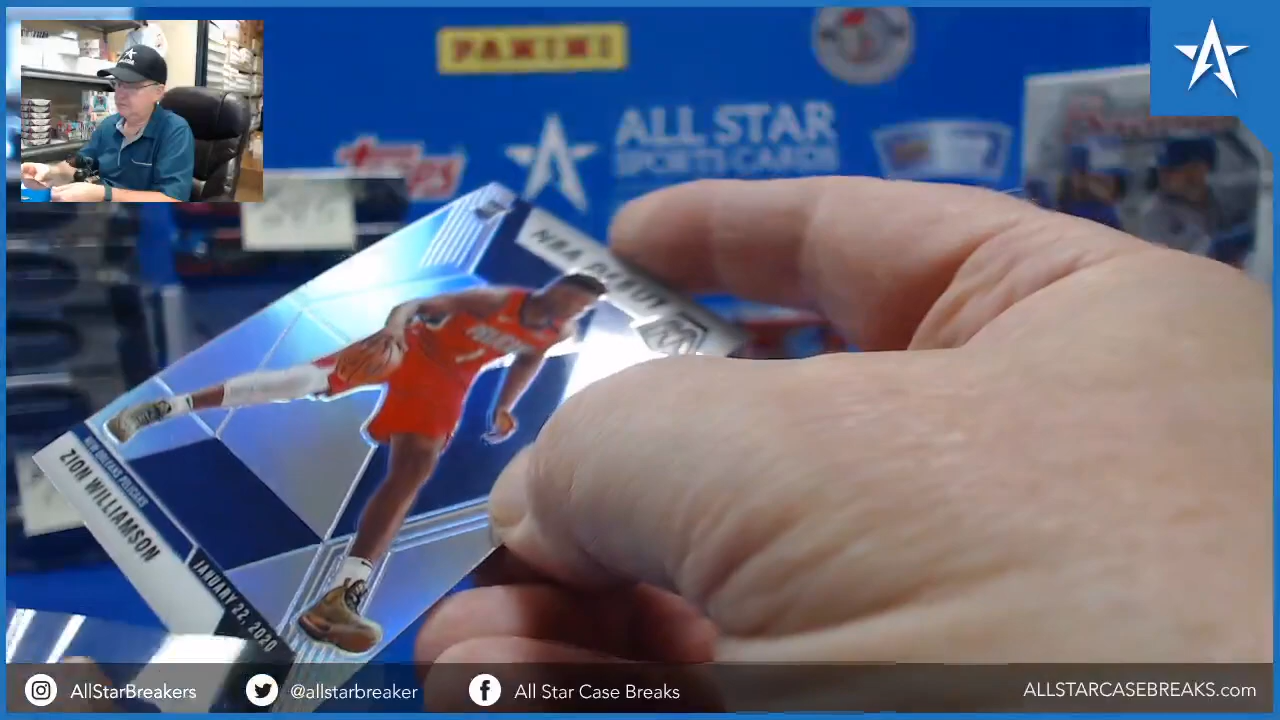 PANINI
topps
ALL STAR
SPORTS CARDS
NBA DEBUT
NEW ORLEANS PELICANS
ZION WILLIAMSON
JANUARY 22, 2020
AllStarBreakers
@allstarbreaker
All Star Case Breaks
ALLSTARCASEBREAKS.com